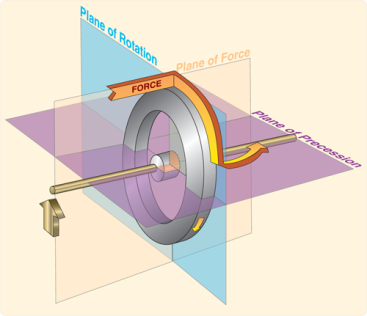 Plane of Rotation
Plane of Force
FORCE
Plane of Precession